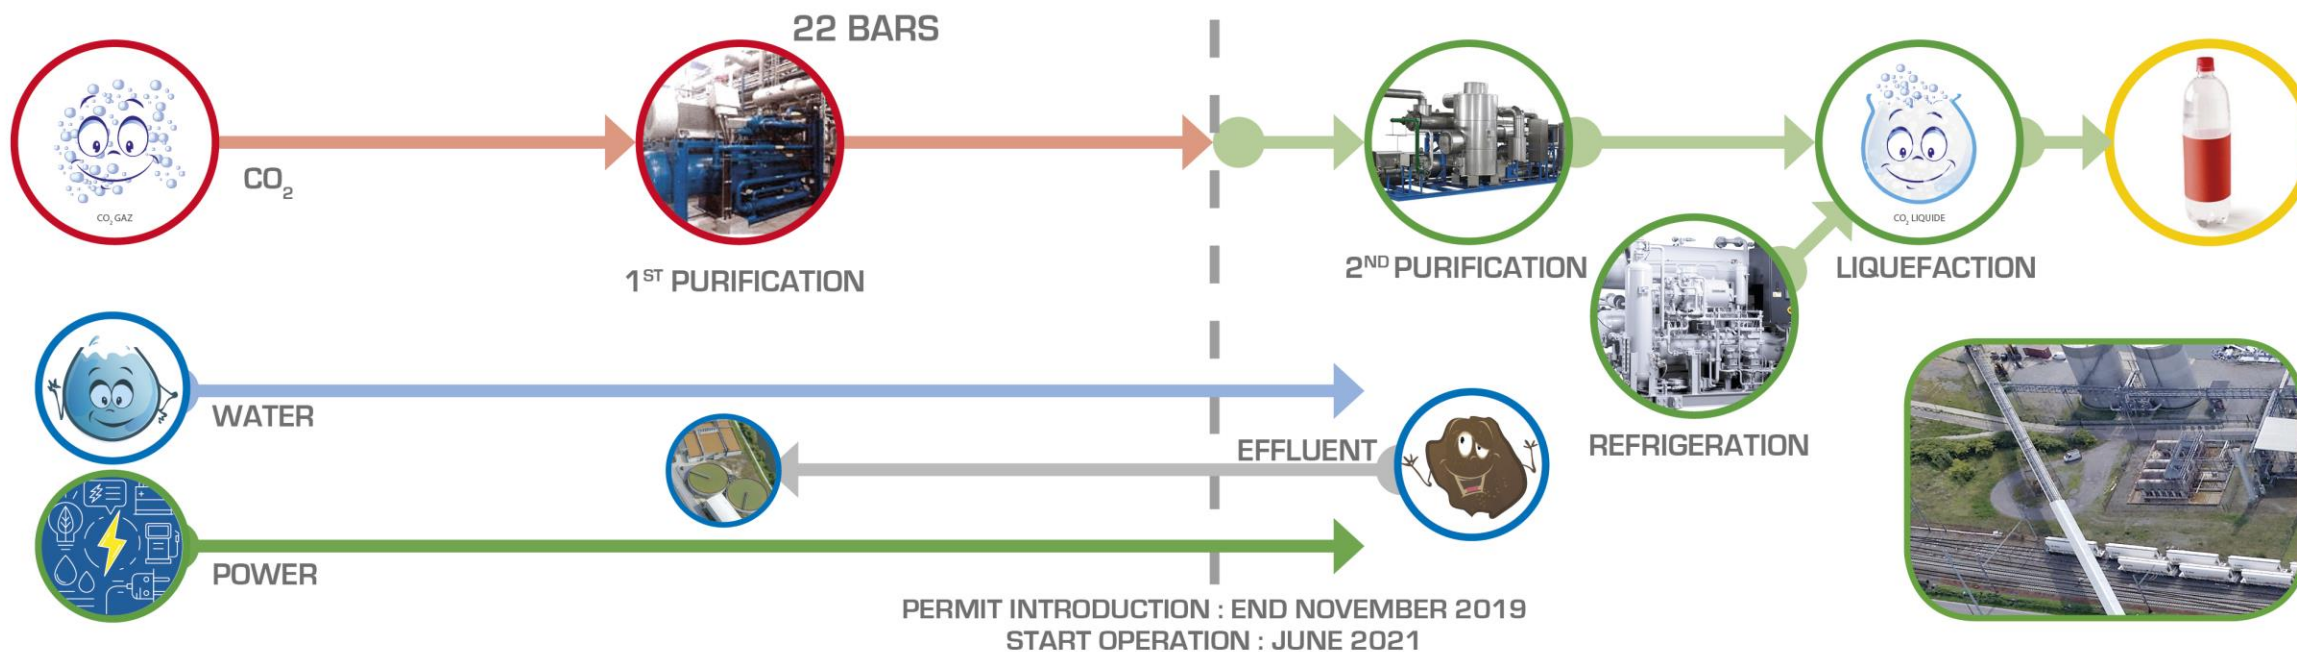 22 BARS
CO₂
CO₂ GAZ
1ST PURIFICATION
2ND PURIFICATION
CO₂ LIQUIDE
LIQUEFACTION
REFRIGERATION
WATER
EFFLUENT
POWER
PERMIT INTRODUCTION : END NOVEMBER 2019
START OPERATION : JUNE 2021